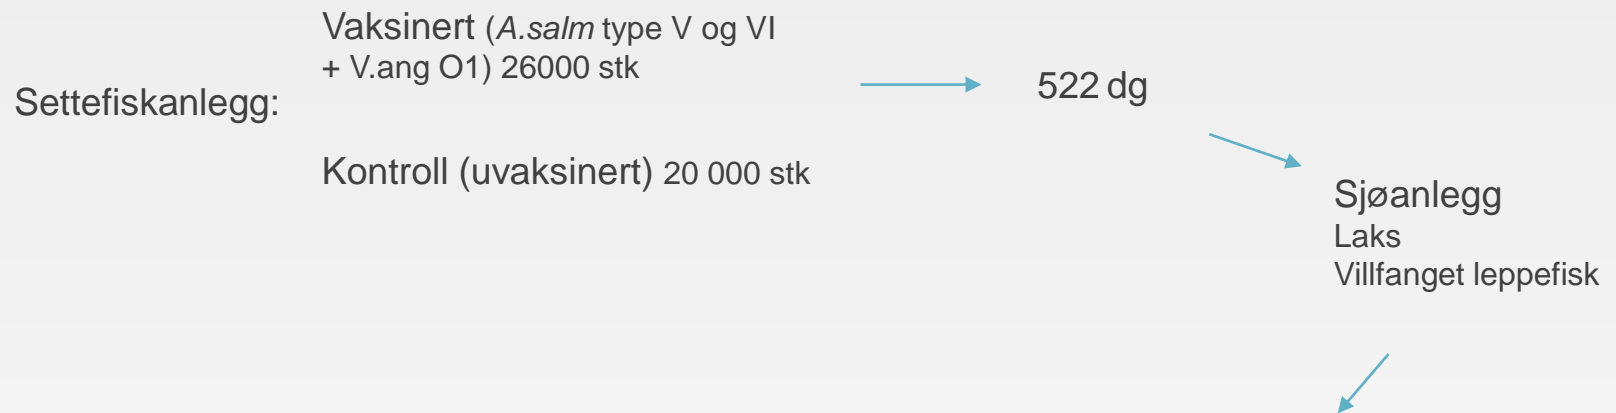 Vaksinert (A.salm type V og VI
+ V.ang O1) 26000 stk
Settefiskanlegg:
522 dg
Kontroll (uvaksinert) 20 000 stk
Sjøanlegg
Laks
Villfanget leppefisk